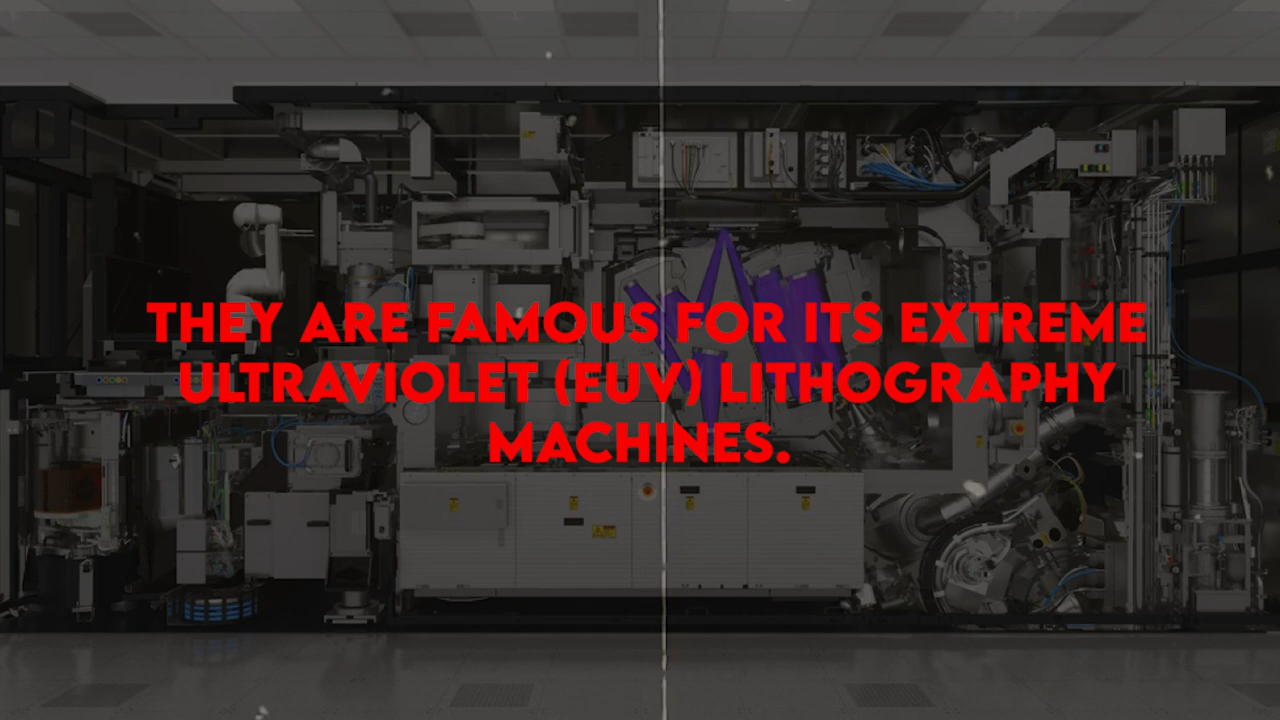 THEY ARE FAMOUS FOR ITS EXTREME
ULTRAVIOLET (EUV) LITHOGRAPHY
MACHINES.